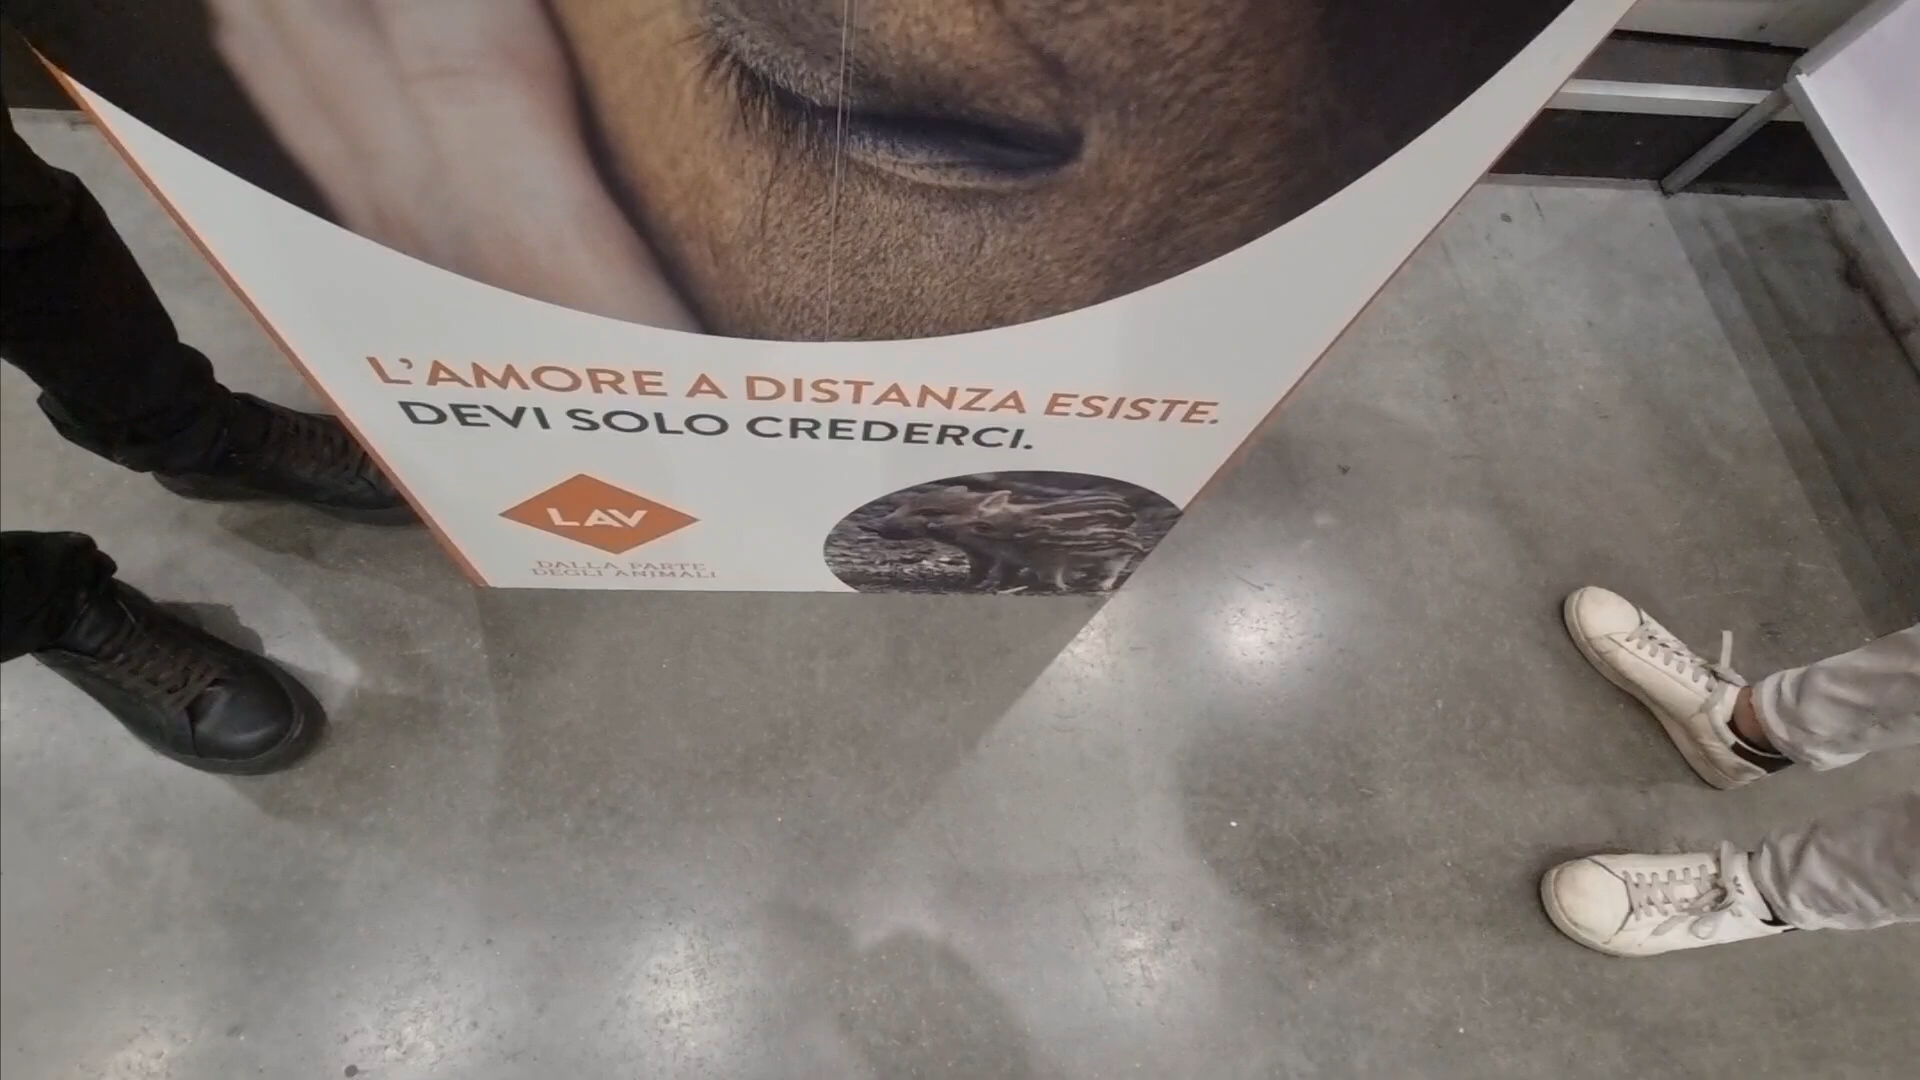 L'AMORE A DISTANZA ESISTE.
DEVI SOLO CREDERCI.
LAV
DALLA PARTE
DEGLI ANIMALI